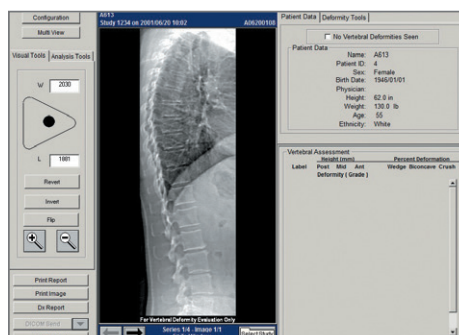 Configuration
Multi View
Visual Tools Analysis Tools
W 2030
L 1001
Revert
Invert
Flip
Print Report
Print Image
Dx Report
DICOM Send
A613
Study 1234 on 2001/06/20 10:02 A06200108
For Vertebral Deformity Evaluation Only
Series 1/4 - Image 1/1
Select Study
Patient Data Deformity Tools
No Vertebral Deformities Seen
Patient Data
Name: A613
Patient ID: 4
Sex: Female
Birth Date: 1946/01/01
Physician:
Height: 62.0 in
Weight: 130.0 lb
Age: 55
Ethnicity: White
Vertebral Assessment
Height (mm) Percent Deformation
Label Post Mid Ant Wedge Biconcave Crush
Deformity ( Grade )